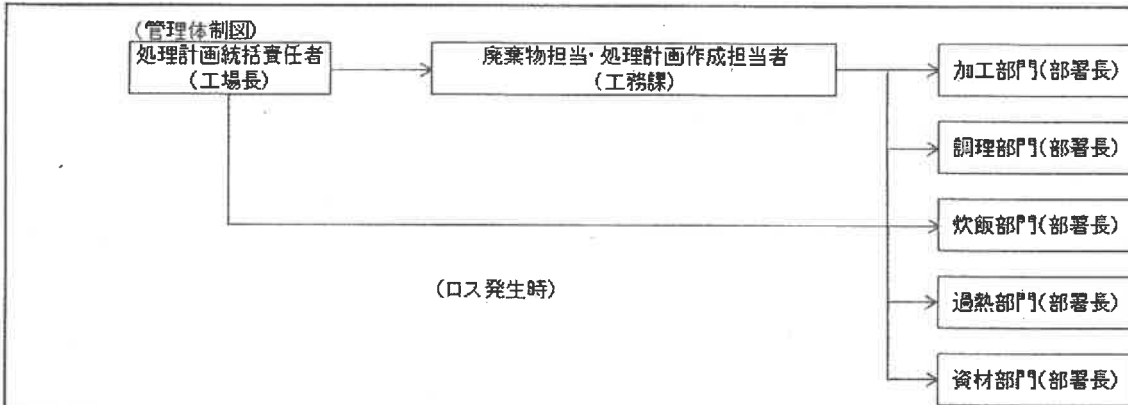 (管理体制図)
処理計画統括責任者
(工場長)
廃棄物担当・処理計画作成担当者
(工務課)
加工部門(部署長)
調理部門(部署長)
炊飯部門(部署長)
(ロス発生時)
過熱部門(部署長)
資材部門(部署長)